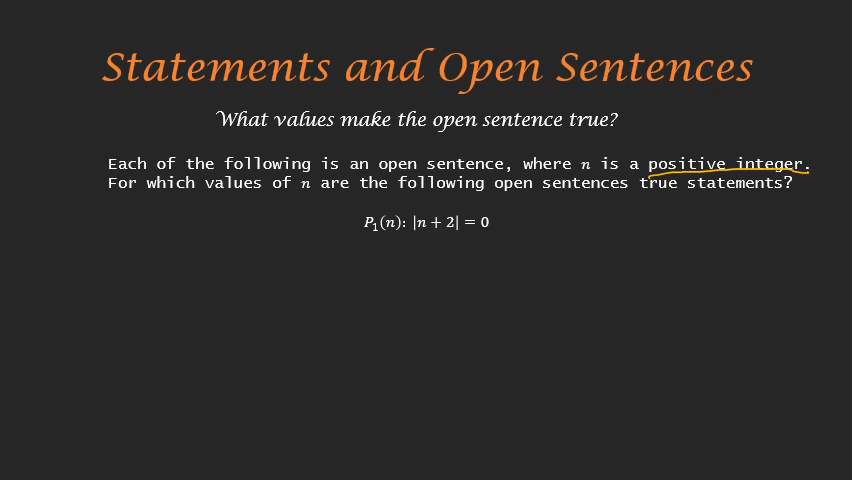 Statements and Open Sentences
What values make the open sentence true?
Each of the following is an open sentence, where n is a positive integer.
For which values of n are the following open sentences true statements?
P₁(n): |n + 2| = 0